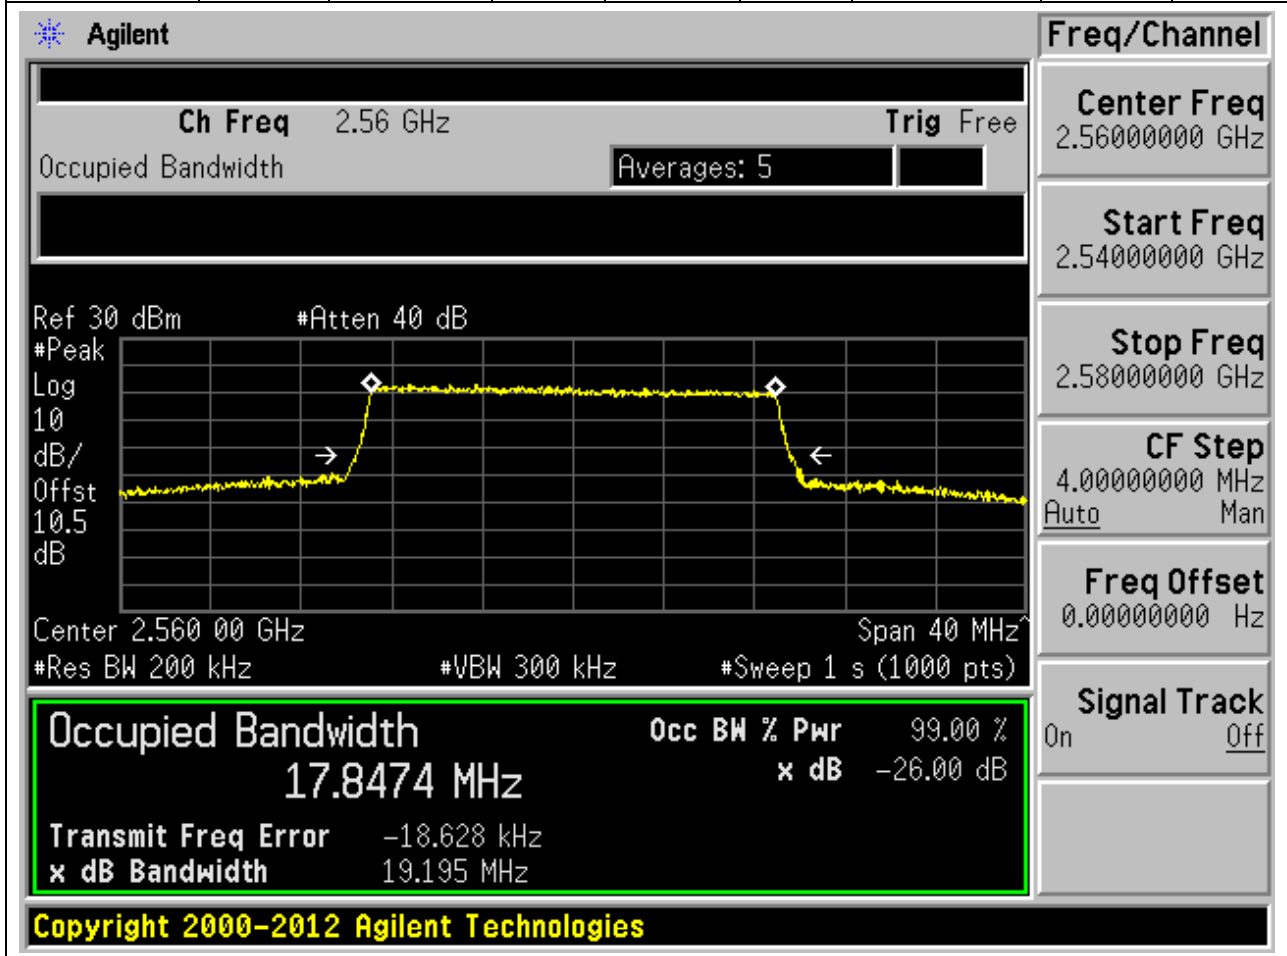 Agilent
Freq/Channel
Ch Freq 2.56 GHz Trig Free
Occupied Bandwidth Averages: 5
Center Freq
2.56000000 GHz
Start Freq
2.54000000 GHz
Stop Freq
2.58000000 GHz
CF Step
4.00000000 MHz
Auto Man
Freq Offset
0.00000000 Hz
Signal Track
On Off
Ref 30 dBm #Atten 40 dB
#Peak
Log
10
dB/
Offst
10.5
dB
Center 2.560 00 GHz Span 40 MHz^
#Res BW 200 kHz #VBW 300 kHz #Sweep 1 s (1000 pts)
Occupied Bandwidth Occ BW % Pwr 99.00 %
17.8474 MHz x dB -26.00 dB
Transmit Freq Error -18.628 kHz
x dB Bandwidth 19.195 MHz
Copyright 2000-2012 Agilent Technologies